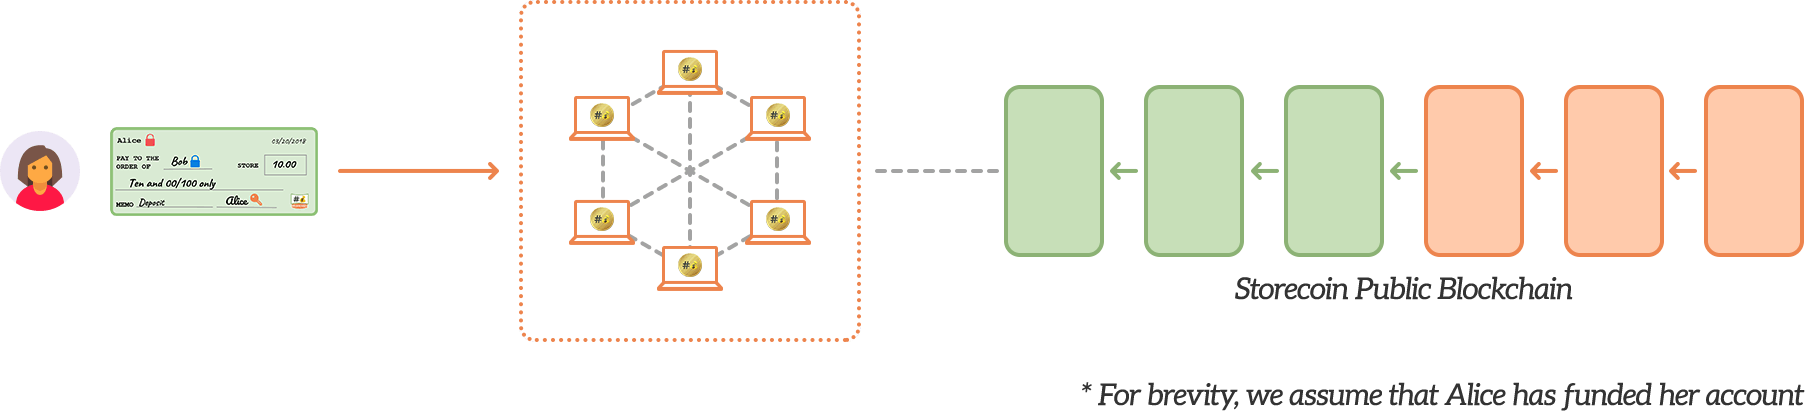 Alice 03/20/2018
PAY TO THE
ORDER OF Bob STORE 10.00
Ten and 00/100 only
MEMO Deposit Alice
#
#
#
#
#
#
#
Storecoin Public Blockchain
* For brevity, we assume that Alice has funded her account